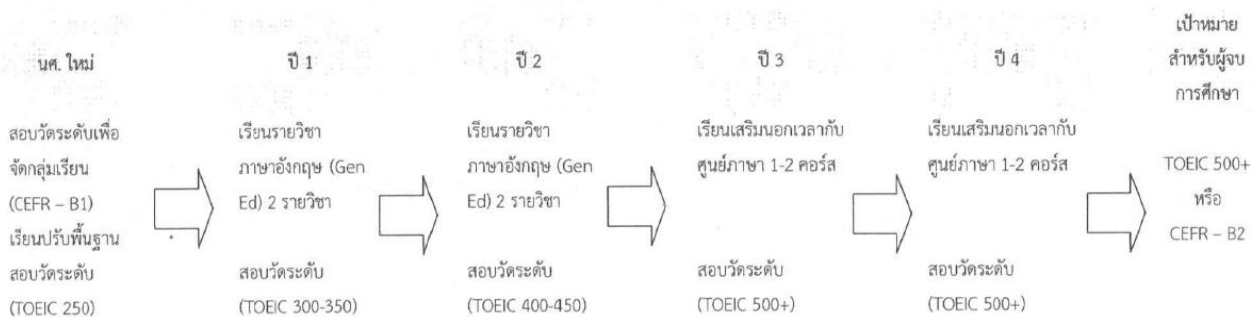 นศ. ใหม่
สอบวัดระดับเพื่อ
จัดกลุ่มเรียน
(CEFR – B1)
เรียนปรับพื้นฐาน
สอบวัดระดับ
(TOEIC 250)
ปี 1
เรียนรายวิชา
ภาษาอังกฤษ (Gen
Ed) 2 รายวิชา
สอบวัดระดับ
(TOEIC 300-350)
ปี 2
เรียนรายวิชา
ภาษาอังกฤษ (Gen
Ed) 2 รายวิชา
สอบวัดระดับ
(TOEIC 400-450)
ปี 3
เรียนเสริมนอกเวลากับ
ศูนย์ภาษา 1-2 คอร์ส
สอบวัดระดับ
(TOEIC 500+)
ปี 4
เรียนเสริมนอกเวลากับ
ศูนย์ภาษา 1-2 คอร์ส
สอบวัดระดับ
(TOEIC 500+)
เป้าหมาย
สำหรับผู้จบ
การศึกษา
TOEIC 500+
หรือ
CEFR – B2